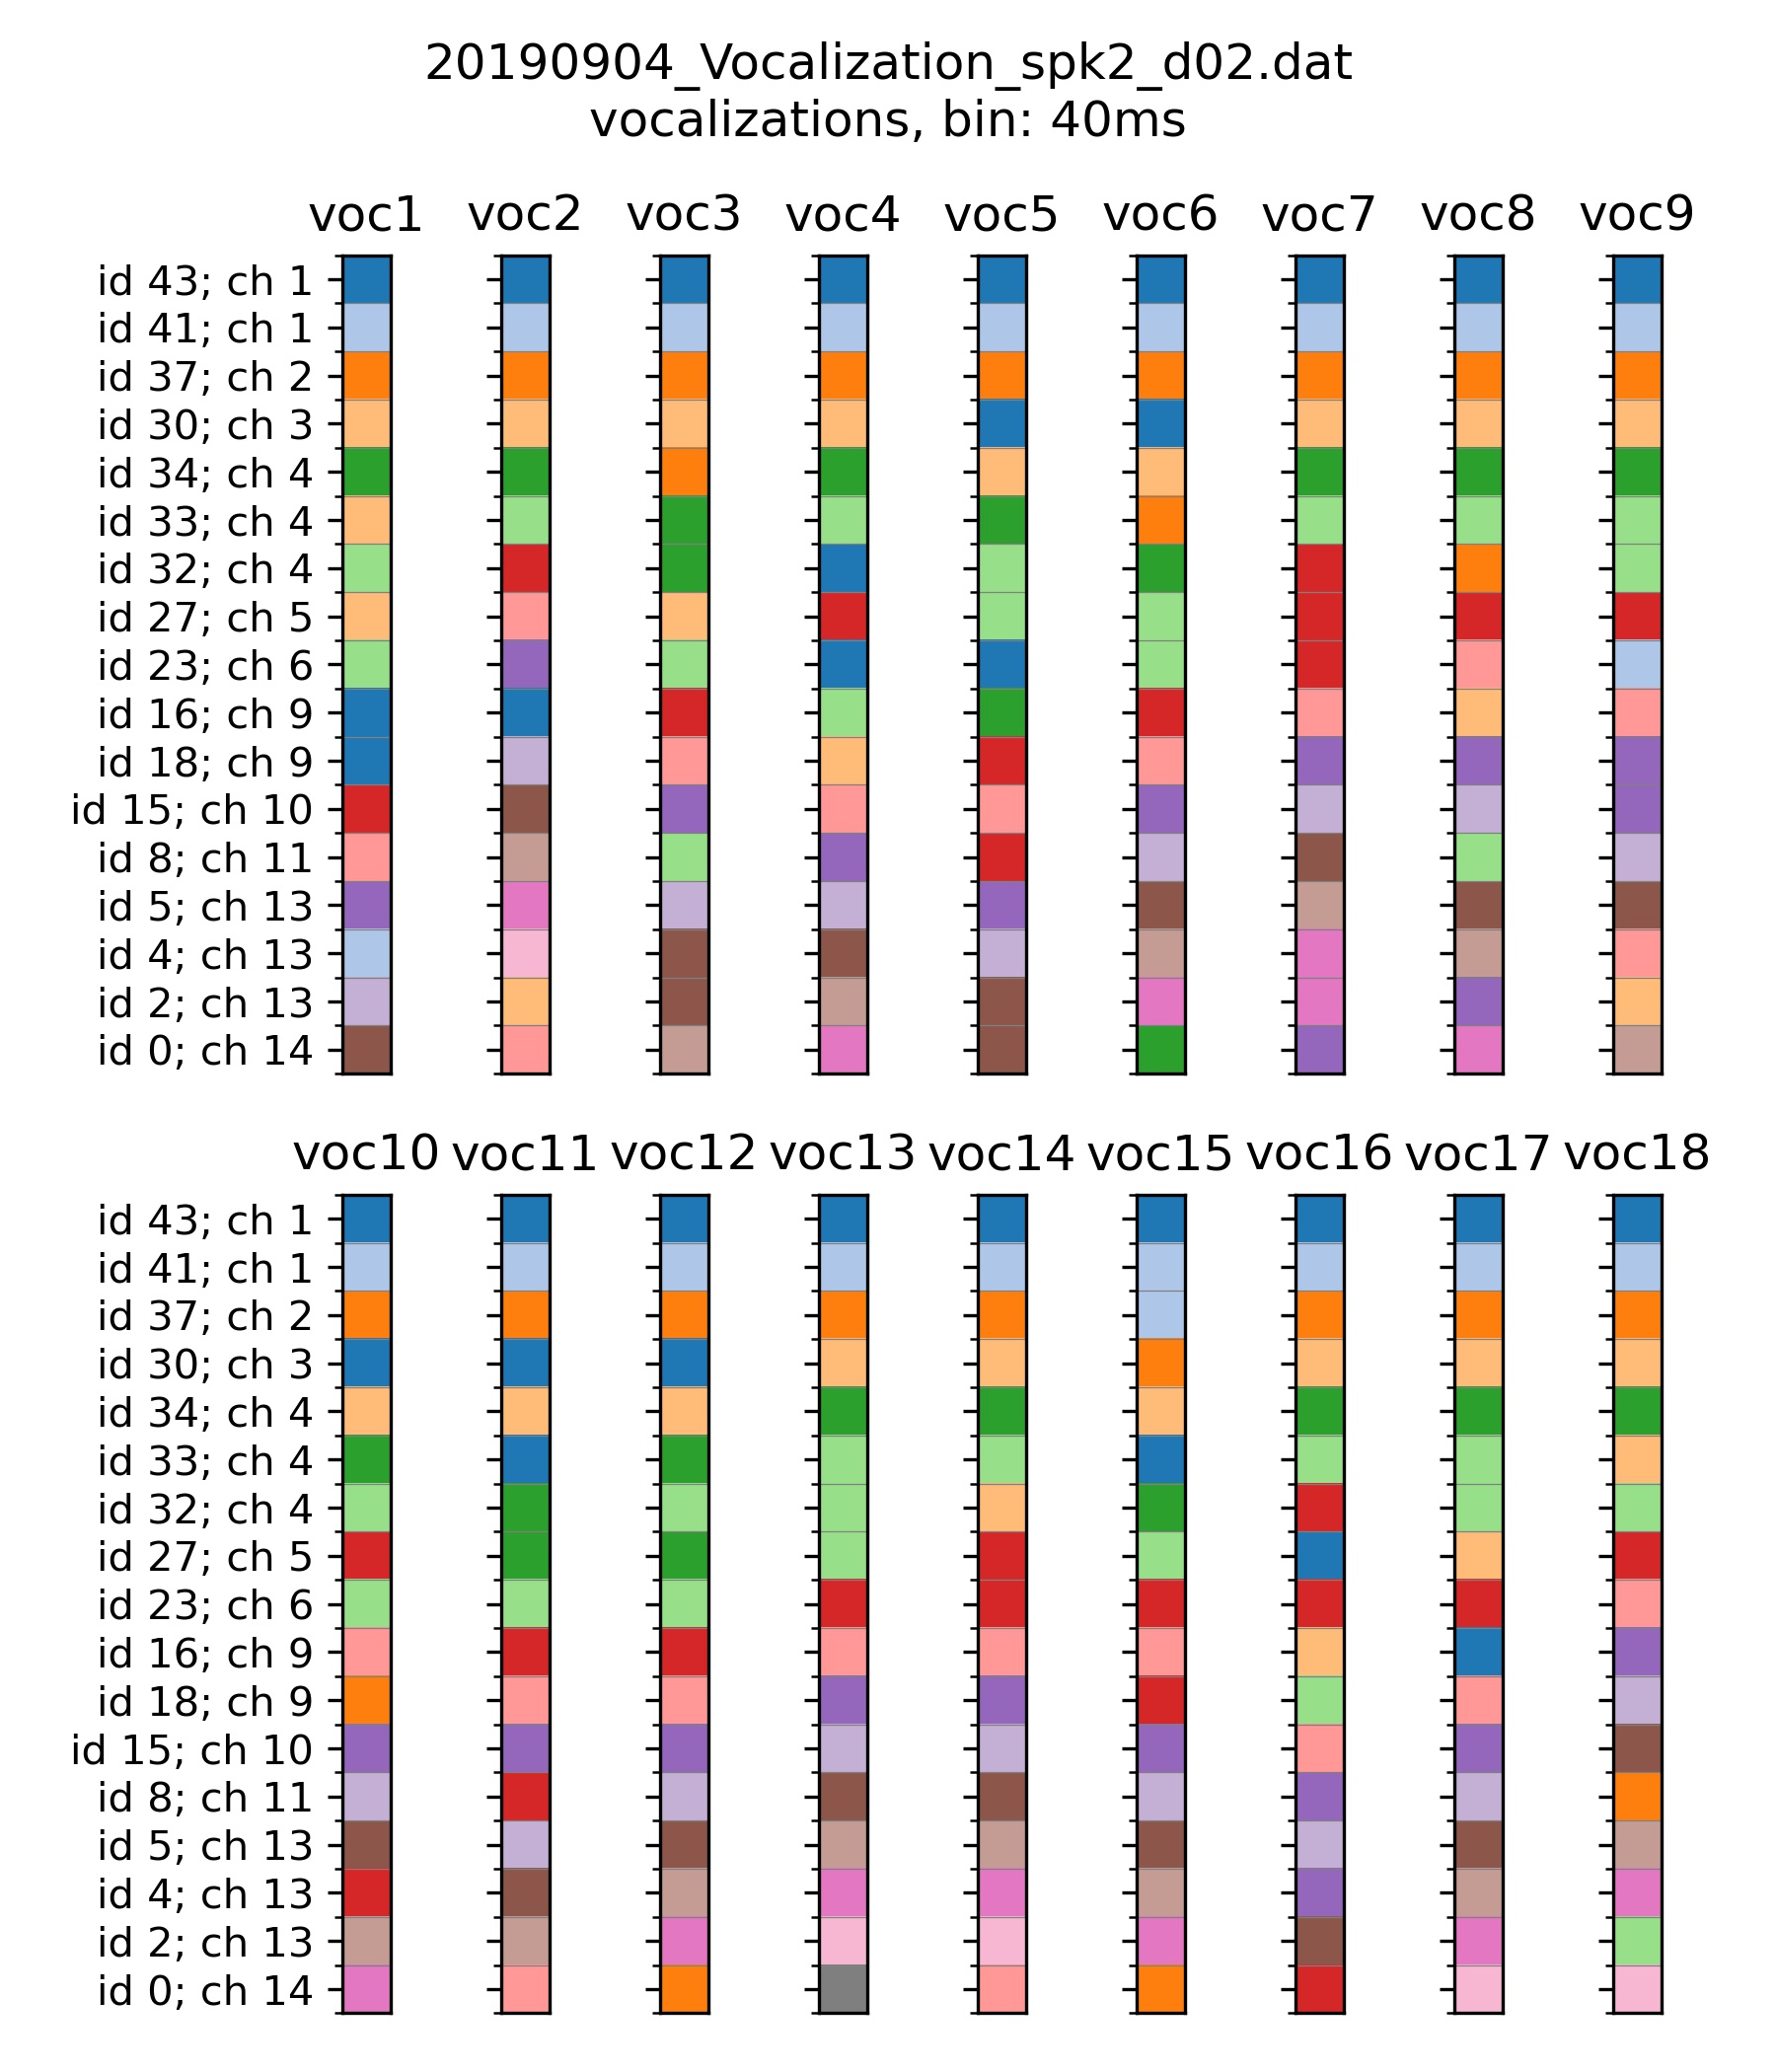 20190904_Vocalization_spk2_d02.dat
vocalizations, bin: 40ms
voc1 voc2 voc3 voc4 voc5 voc6 voc7 voc8 voc9
id 43; ch 1
id 41; ch 1
id 37; ch 2
id 30; ch 3
id 34; ch 4
id 33; ch 4
id 32; ch 4
id 27; ch 5
id 23; ch 6
id 16; ch 9
id 18; ch 9
id 15; ch 10
id 8; ch 11
id 5; ch 13
id 4; ch 13
id 2; ch 13
id 0; ch 14
voc10 voc11 voc12 voc13 voc14 voc15 voc16 voc17 voc18
id 43; ch 1
id 41; ch 1
id 37; ch 2
id 30; ch 3
id 34; ch 4
id 33; ch 4
id 32; ch 4
id 27; ch 5
id 23; ch 6
id 16; ch 9
id 18; ch 9
id 15; ch 10
id 8; ch 11
id 5; ch 13
id 4; ch 13
id 2; ch 13
id 0; ch 14